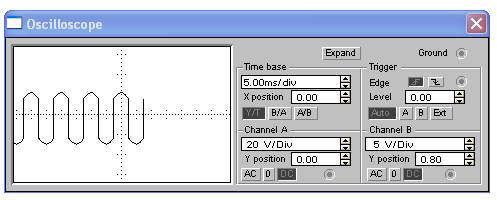 Oscilloscope
Expand
Ground
Time base
5.00ms/div
X position 0.00
Y/T B/A A/B
Trigger
Edge
Level 0.00
Auto A B Ext
Channel A
20 V/Div
Y position 0.00
AC 0 DC
Channel B
5 V/Div
Y position 0.80
AC 0 DC